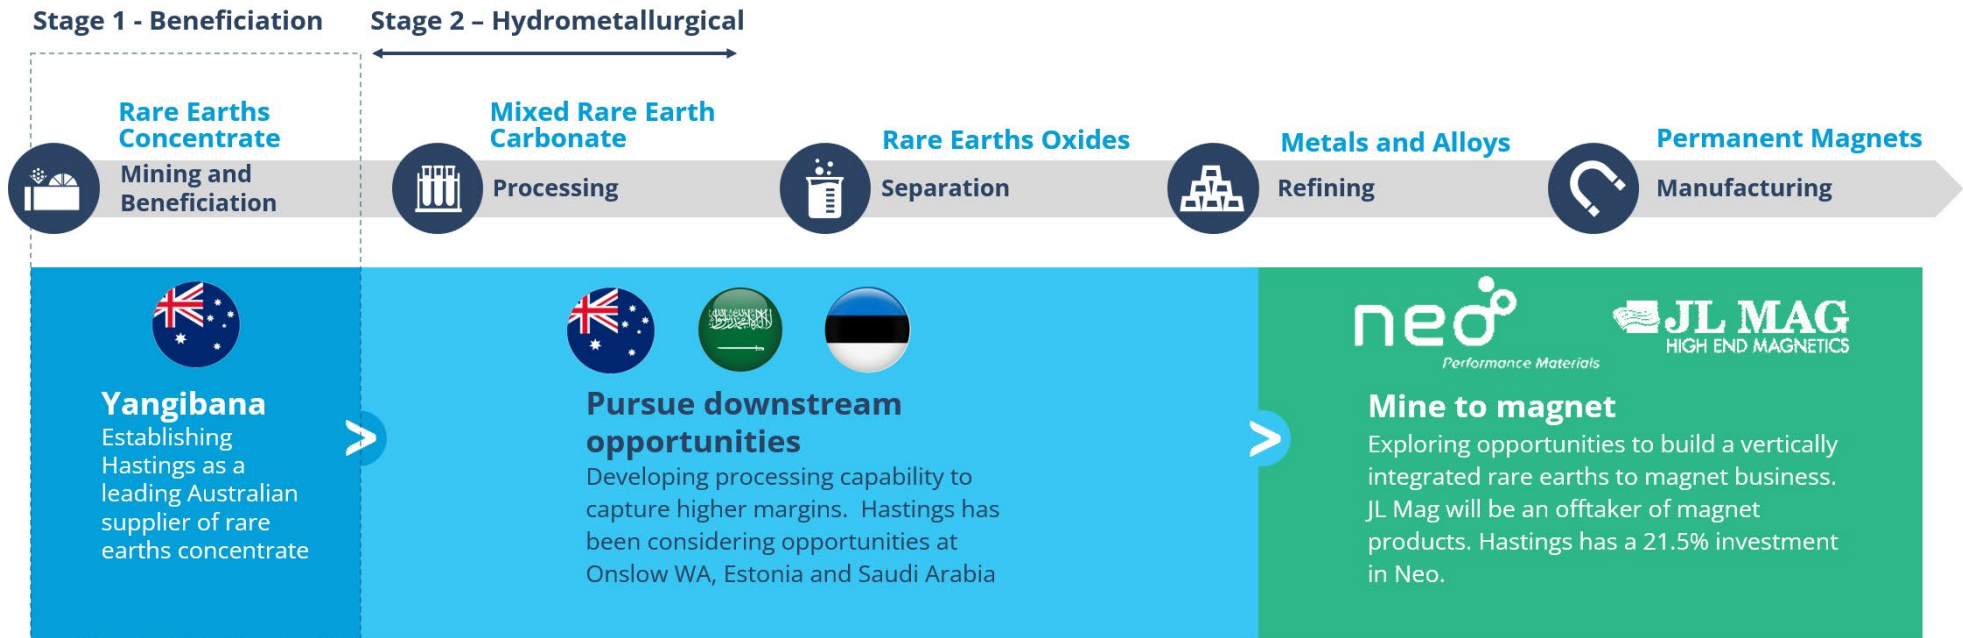 Stage 1 - Beneficiation
Stage 2 – Hydrometallurgical
Rare Earths
Concentrate
Mining and
Beneficiation
Mixed Rare Earth
Carbonate
Processing
Rare Earths Oxides
Separation
Metals and Alloys
Refining
Permanent Magnets
Manufacturing
Yangibana
Establishing
Hastings as a
leading Australian
supplier of rare
earths concentrate
>
Pursue downstream
opportunities
Developing processing capability to
capture higher margins.  Hastings has
been considering opportunities at
Onslow WA, Estonia and Saudi Arabia
>
neo
Performance Materials
JL MAG
HIGH END MAGNETICS
Mine to magnet
Exploring opportunities to build a vertically
integrated rare earths to magnet business.
JL Mag will be an offtaker of magnet
products. Hastings has a 21.5% investment
in Neo.